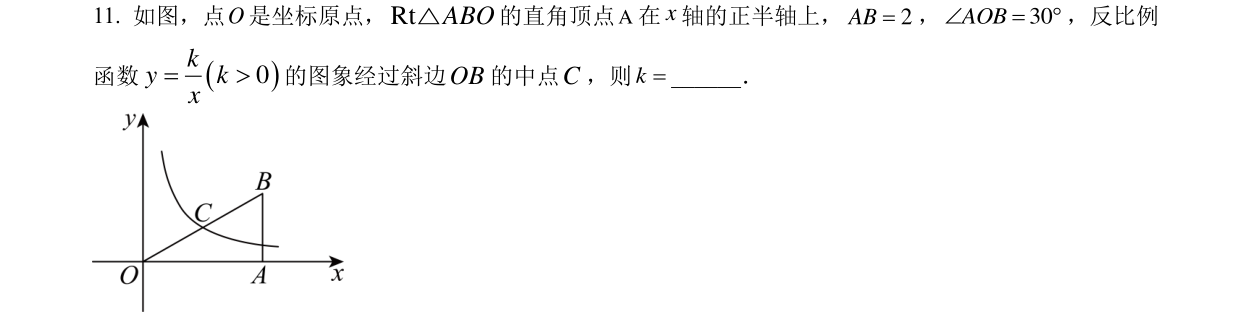 11. 如图，点O是坐标原点，Rt△ABO的直角顶点A在x轴的正半轴上，AB=2，∠AOB=30°，反比例
函数y=k/x(k>0)的图象经过斜边OB的中点C，则k=______.
y
B
C
O
A
x